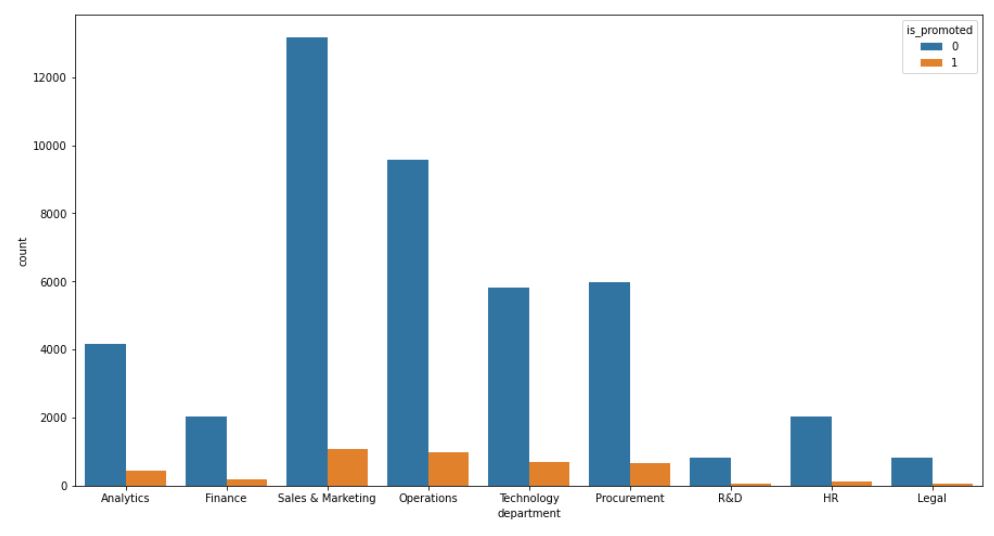 is_promoted
0
1
12000
10000
8000
6000
4000
2000
0
count
Analytics Finance Sales & Marketing Operations Technology Procurement R&D HR Legal
department